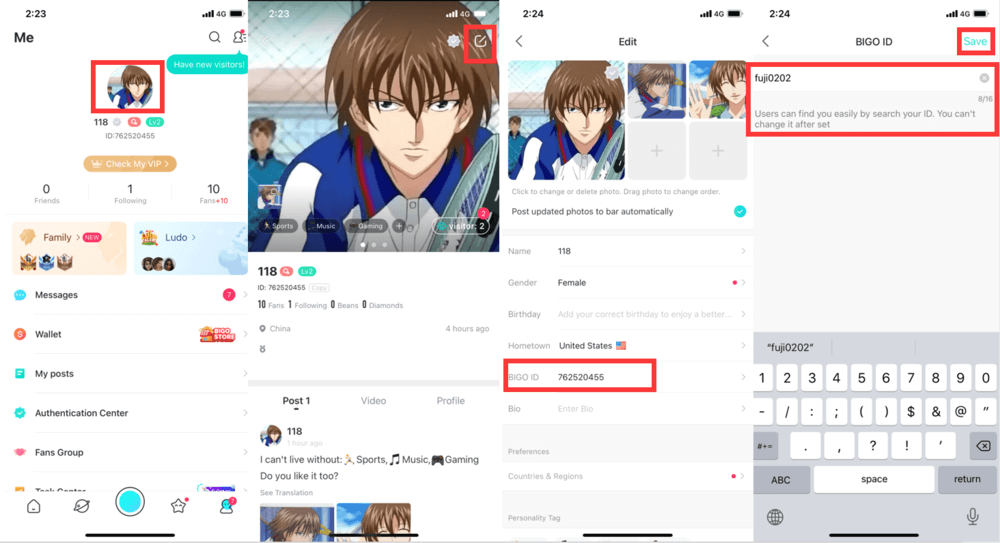 2:23
4G
Me
Have new visitors!
118 Lv2
ID:762520455
Check My VIP >
0 1 10
Friends Following Fans+10
Family > NEW
Ludo >
Messages 7
Wallet
BIGO STORE
My posts
Authentication Center
Fans Group
Task Center
7
2:23
4G
Sports Music Gaming +
2
visitor: 2
118 Lv2
ID: 762520455 Copy
10 Fans 1 Following 0 Beans 0 Diamonds
China 4 hours ago
Post 1 Video Profile
118
1 hour ago
I can't live without: Sports, Music, Gaming
Do you like it too?
See Translation
2:24
4G
Edit
Click to change or delete photo. Drag photo to change order.
Post updated photos to bar automatically
Name 118
Gender Female
Birthday Add your correct birthday to enjoy a better...
Hometown United States
BIGO ID 762520455
Bio Enter Bio
Preferences
Countries & Regions
Personality Tag
2:24
4G
BIGO ID Save
fuji0202
8/16
Users can find you easily by search your ID. You can't
change it after set
“fuji0202”
1 2 3 4 5 6 7 8 9 0
- / : ; ( ) $ & @ ”
#+= . , ? ! ’
ABC space return